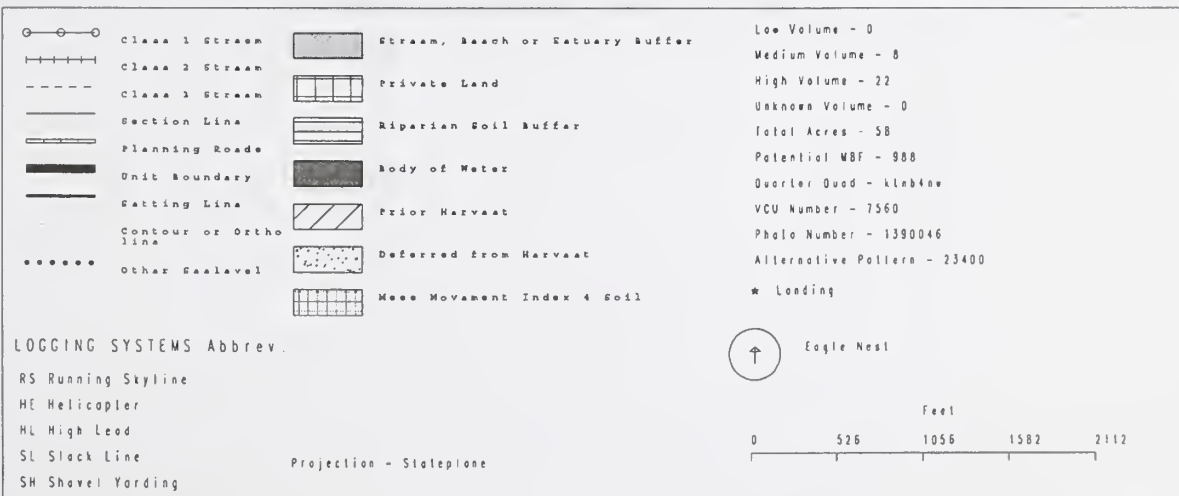 Class 1 Stream
Class 2 Stream
Class 3 Stream
Section Line
Planning Roads
Unit Boundary
Setting Line
Contour or Ortho
line
Other Sealevel
Stream, Beach or Estuary Buffer
Private Land
Riparian Soil Buffer
Body of Water
Prior Harvest
Deferred from Harvest
Mass Movement Index 4 Soil
Low Volume - 0
Medium Volume - 8
High Volume - 22
Unknown Volume - 0
Total Acres - 58
Potential MBF - 988
Quarter Quad - klnb4nw
VCU Number - 7560
Photo Number - 1390046
Alternative Pattern - 23400
* Landing
Eagle Nest
LOGGING SYSTEMS Abbrev.
RS Running Skyline
HE Helicopter
HL High Lead
SL Slack Line
SH Shovel Yarding
Projection - Stateplane
Feet
0 526 1056 1582 2112